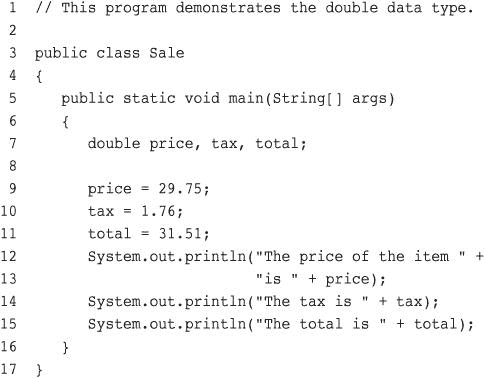 1 // This program demonstrates the double data type.
2
3 public class Sale
4 {
5    public static void main(String[] args)
6    {
7       double price, tax, total;
8
9       price = 29.75;
10       tax = 1.76;
11       total = 31.51;
12       System.out.println("The price of the item " +
13                          "is " + price);
14       System.out.println("The tax is " + tax);
15       System.out.println("The total is " + total);
16    }
17 }